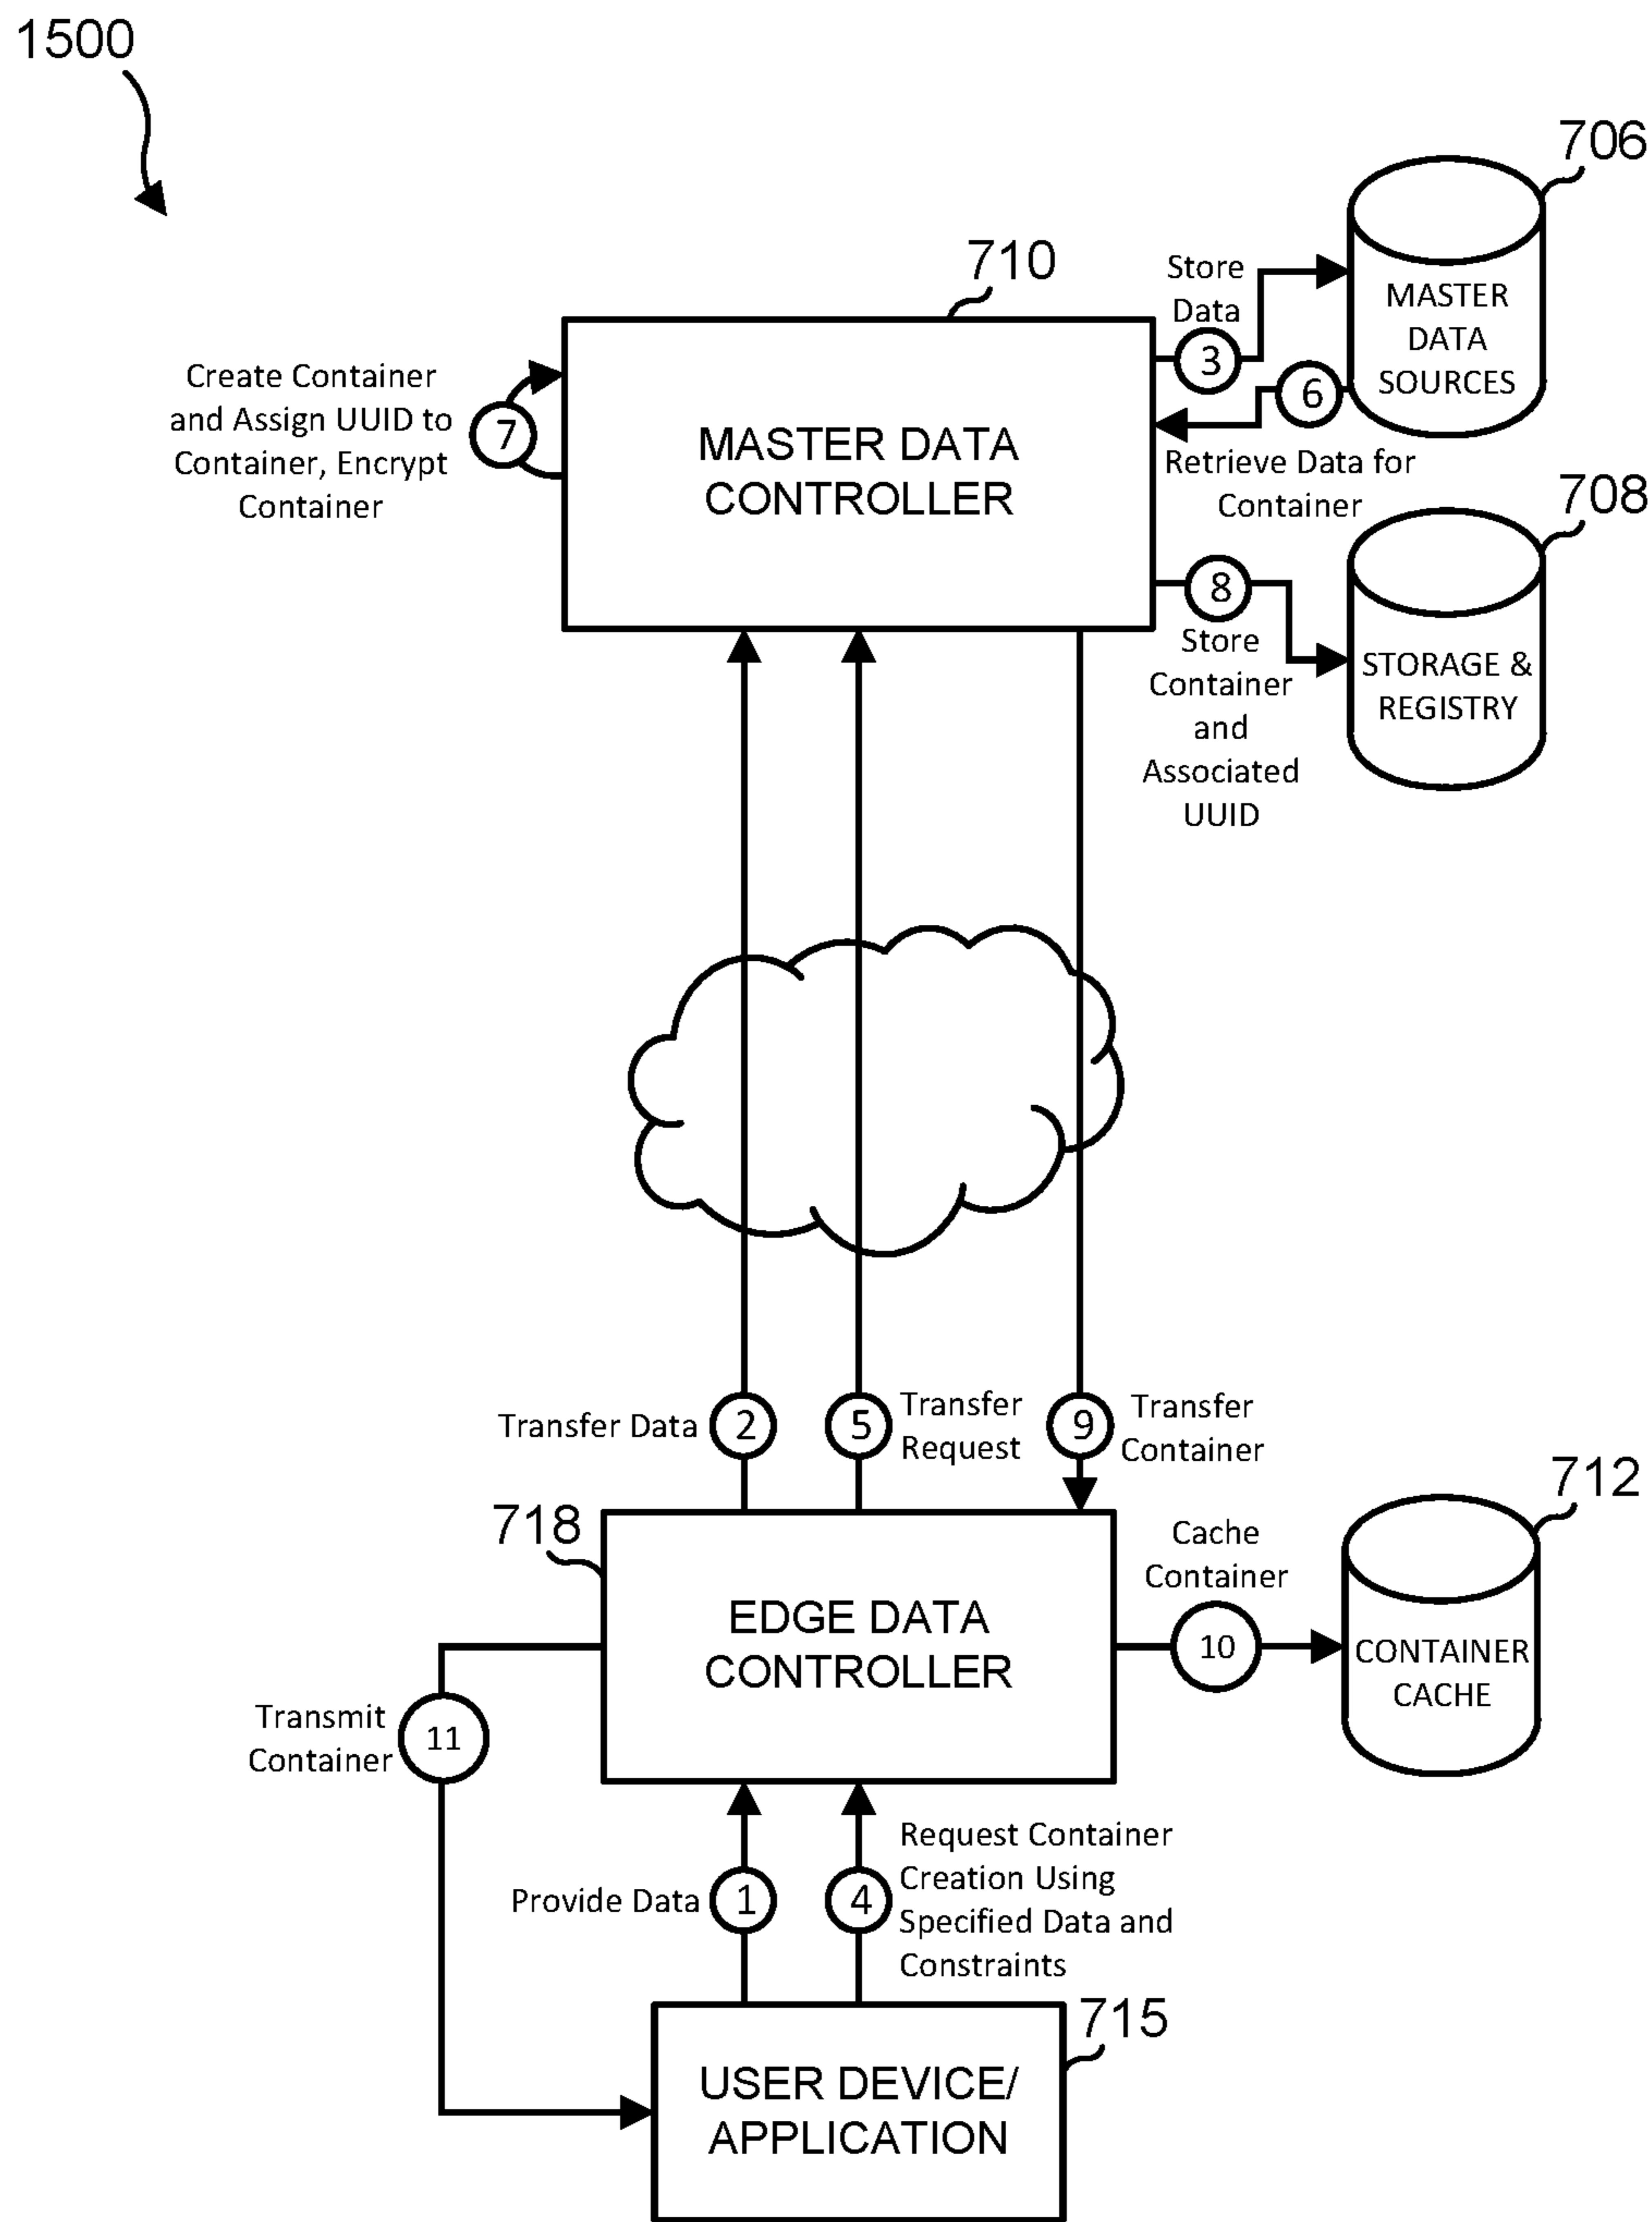 1500
706
710
Store
Data
3
MASTER
DATA
SOURCES
6
Create Container
and Assign UUID to
Container, Encrypt
Container
7
MASTER DATA
CONTROLLER
Retrieve Data for
Container
708
8
Store
Container
and
Associated
UUID
STORAGE &
REGISTRY
Transfer Data
2
5
Transfer
Request
9
Transfer
Container
718
712
Cache
Container
10
EDGE DATA
CONTROLLER
CONTAINER
CACHE
Transmit
Container
11
Provide Data
1
4
Request Container
Creation Using
Specified Data and
Constraints
715
USER DEVICE/
APPLICATION